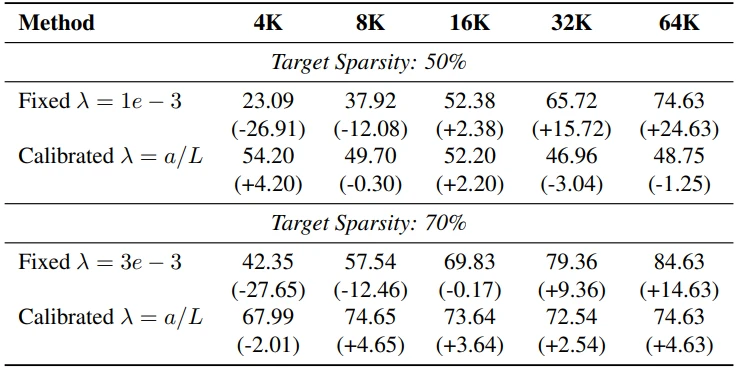 Method 4K 8K 16K 32K 64K
Target Sparsity: 50%
Fixed λ = 1e − 3 23.09 37.92 52.38 65.72 74.63
(-26.91) (-12.08) (+2.38) (+15.72) (+24.63)
Calibrated λ = a/L 54.20 49.70 52.20 46.96 48.75
(+4.20) (-0.30) (+2.20) (-3.04) (-1.25)
Target Sparsity: 70%
Fixed λ = 3e − 3 42.35 57.54 69.83 79.36 84.63
(-27.65) (-12.46) (-0.17) (+9.36) (+14.63)
Calibrated λ = a/L 67.99 74.65 73.64 72.54 74.63
(-2.01) (+4.65) (+3.64) (+2.54) (+4.63)